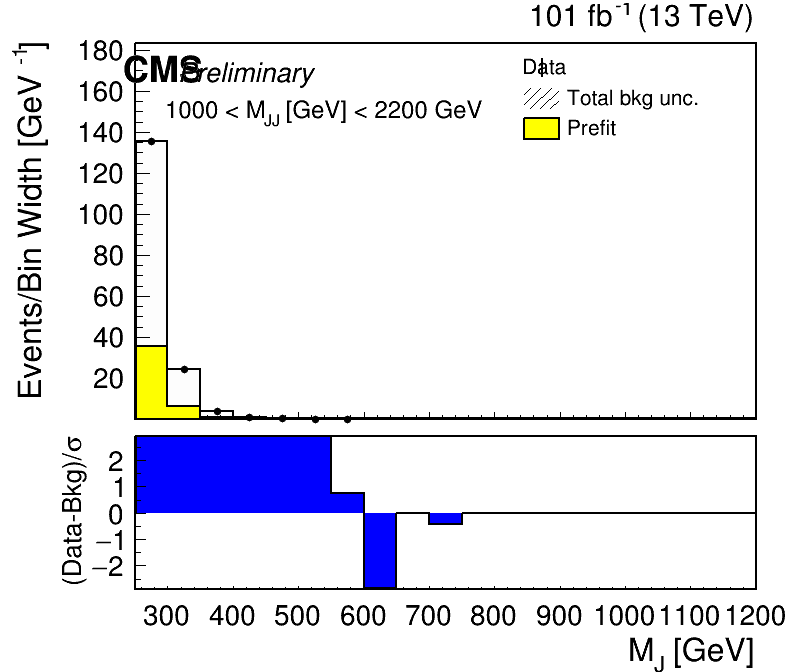 101 fb⁻¹ (13 TeV)
CMS Preliminary
1000 < M_JJ [GeV] < 2200 GeV
Data
Total bkg unc.
Prefit
Events/Bin Width [GeV⁻¹]
180
160
140
120
100
80
60
40
20
(Data-Bkg)/σ
2
1
0
−1
−2
300 400 500 600 700 800 900 1000 1100 1200
M_J [GeV]